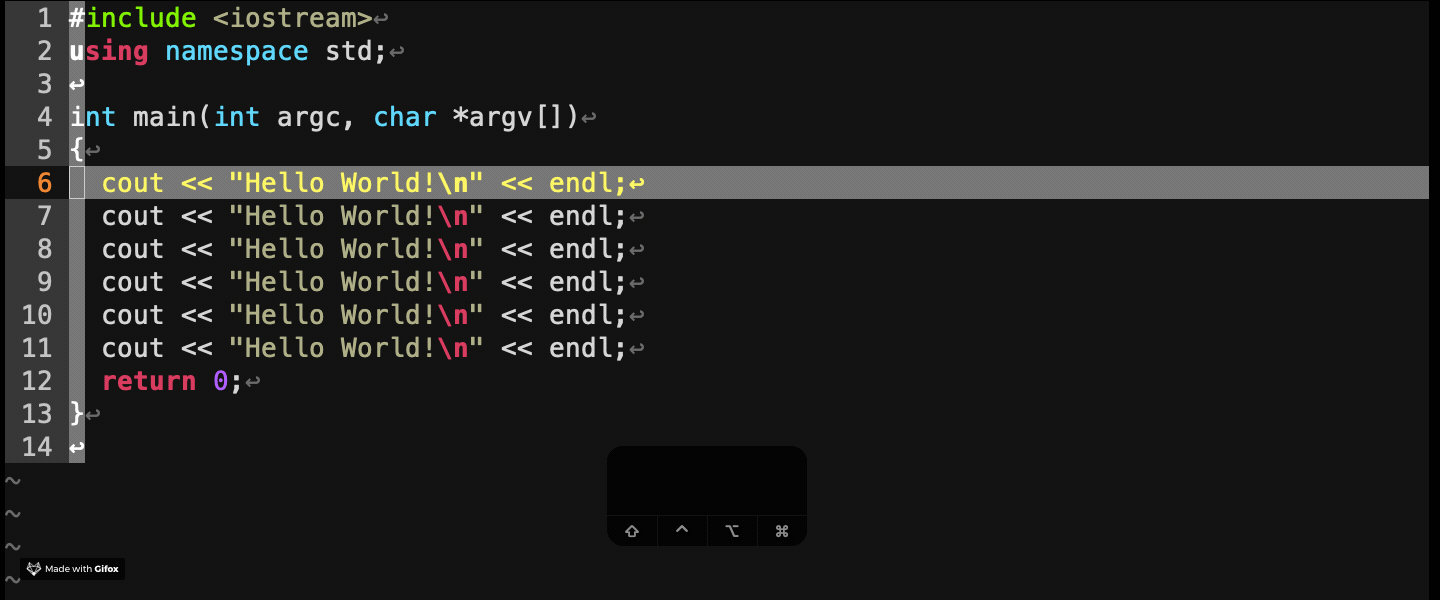 1 #include <iostream>↩
2 using namespace std;↩
3 ↩
4 int main(int argc, char *argv[])↩
5 {↩
6   cout << "Hello World!\n" << endl;↩
7   cout << "Hello World!\n" << endl;↩
8   cout << "Hello World!\n" << endl;↩
9   cout << "Hello World!\n" << endl;↩
10   cout << "Hello World!\n" << endl;↩
11   cout << "Hello World!\n" << endl;↩
12   return 0;↩
13 }↩
14 ↩
~
~
~
~
⇧ ^ ⌥ ⌘
Made with Gifox